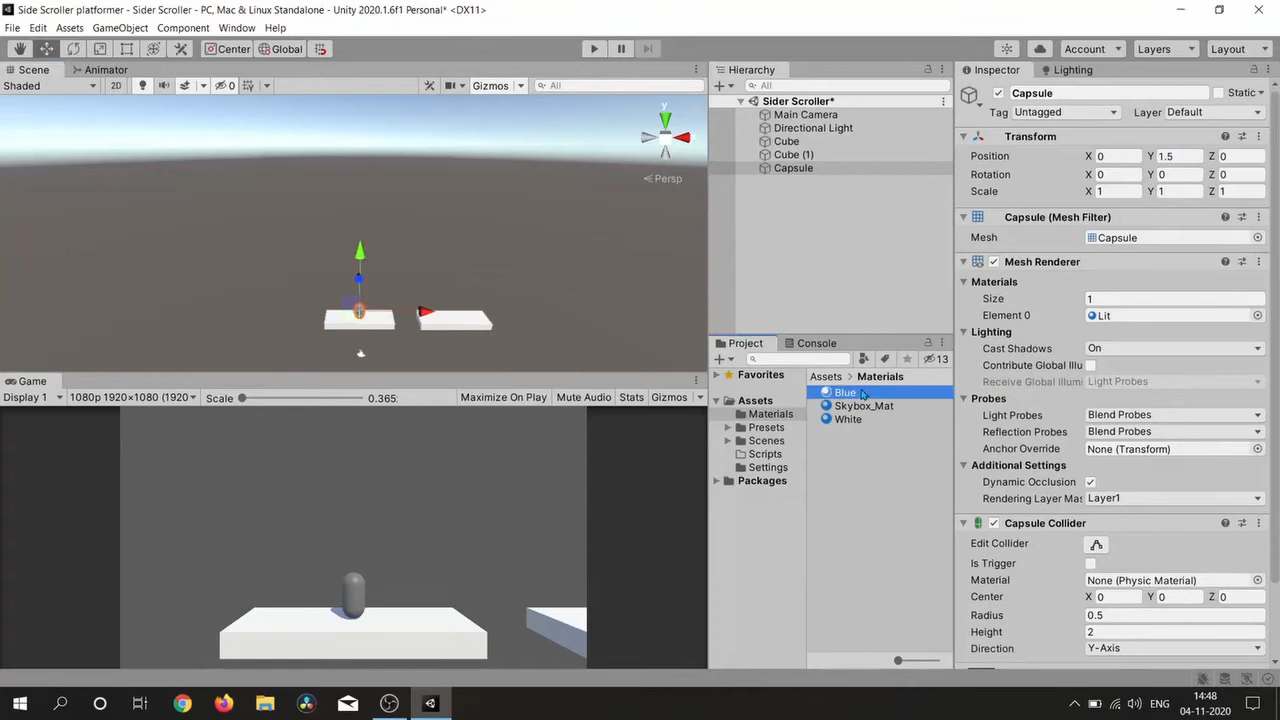 Side Scroller platformer - Sider Scroller - PC, Mac & Linux Standalone - Unity 2020.1.6f1 Personal* <DX11>
File Edit Assets GameObject Component Window Help
Center Global Account Layers Layout
Scene Animator
Shaded 2D 0 Gizmos All
y
Persp
Game
Display 1 1080p 1920×1080 (1920 Scale 0.365 Maximize On Play Mute Audio Stats Gizmos
Hierarchy
All
Sider Scroller*
Main Camera
Directional Light
Cube
Cube (1)
Capsule
Project Console
13
Favorites
Assets
Materials
Presets
Scenes
Scripts
Settings
Packages
Assets > Materials
Blue
Skybox_Mat
White
Inspector Lighting
Capsule Static
Tag Untagged Layer Default
Transform
Position X 0 Y 1.5 Z 0
Rotation X 0 Y 0 Z 0
Scale X 1 Y 1 Z 1
Capsule (Mesh Filter)
Mesh Capsule
Mesh Renderer
Materials
Size 1
Element 0 Lit
Lighting
Cast Shadows On
Contribute Global Illu
Receive Global Illumi Light Probes
Probes
Light Probes Blend Probes
Reflection Probes Blend Probes
Anchor Override None (Transform)
Additional Settings
Dynamic Occlusion
Rendering Layer Mas Layer1
Capsule Collider
Edit Collider
Is Trigger
Material None (Physic Material)
Center X 0 Y 0 Z 0
Radius 0.5
Height 2
Direction Y-Axis
ENG
14:48
04-11-2020